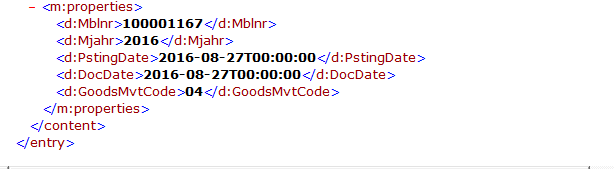 – <m:properties>
<d:Mblnr>100001167</d:Mblnr>
<d:Mjahr>2016</d:Mjahr>
<d:PstingDate>2016-08-27T00:00:00</d:PstingDate>
<d:DocDate>2016-08-27T00:00:00</d:DocDate>
<d:GoodsMvtCode>04</d:GoodsMvtCode>
</m:properties>
</content>
</entry>